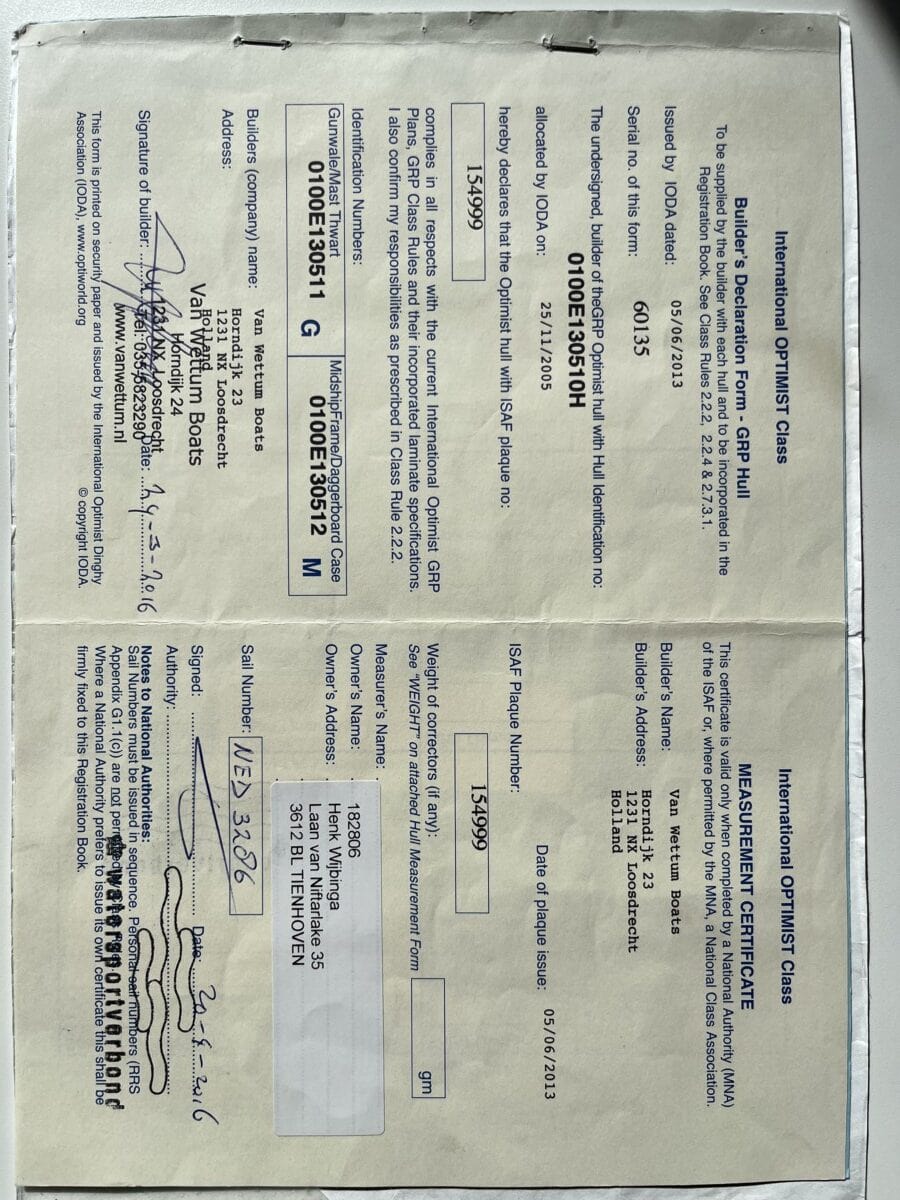 International OPTIMIST Class
Builder's Declaration Form - GRP Hull
To be supplied by the builder with each hull and to be incorporated in the
Registration Book. See Class Rules 2.2.2, 2.2.4 & 2.7.3.1.
Issued by IODA dated: 05/06/2013
Serial no. of this form: 60135
The undersigned, builder of theGRP Optimist hull with Hull Identification no:
0100E130510H
allocated by IODA on: 25/11/2005
hereby declares that the Optimist hull with ISAF plaque no:
154999
complies in all respects with the current International Optimist GRP
Plans, GRP Class Rules and their incorporated laminate specifications.
I also confirm my responsibilities as prescribed in Class Rule 2.2.2.
Identification Numbers:
Gunwale/Mast Thwart MidshipFrame/Daggerboard Case
0100E130511 G 0100E130512 M
Builders (company) name: Van Wettum Boats
Address: Horndijk 23
1231 NX Loosdrecht
Holland
Van Wettum Boats
Horndijk 24
1231 NX Loosdrecht
Tel: 035-5823290
www.vanwettum.nl
Signature of builder: Date: 24-3-2016
This form is printed on security paper and issued by the International Optimist Dinghy
Association (IODA), www.optiworld.org © copyright IODA.
International OPTIMIST Class
MEASUREMENT CERTIFICATE
This certificate is valid only when completed by a National Authority (MNA)
of the ISAF or, where permitted by the MNA, a National Class Association.
Builder's Name: Van Wettum Boats
Builder's Address: Horndijk 23
1231 NX Loosdrecht
Holland
Date of plaque issue: 05/06/2013
ISAF Plaque Number:
154999
Weight of correctors (if any): gm
See "WEIGHT" on attached Hull Measurement Form
Measurer's Name:
Owner's Name:
Owner's Address:
182806
Henk Wijbinga
Laan van Niftarlake 35
3612 BL TIENHOVEN
Sail Number: NED 3286
Signed: Date: 20-8-2016
Authority:
Notes to National Authorities:
Sail Numbers must be issued in sequence. Personal sail numbers (RRS
Appendix G1.1(c)) are not permitted
Where a National Authority prefers to issue its own certificate this shall be
firmly fixed to this Registration Book.
watersportverbond